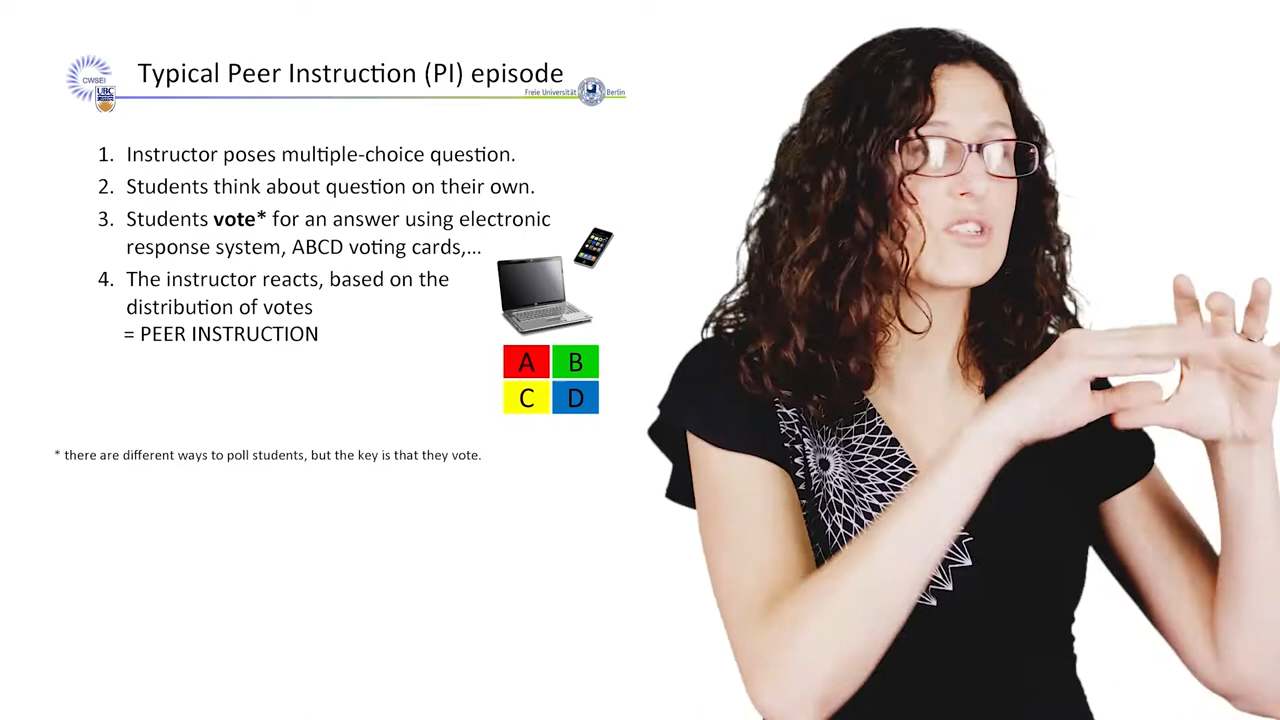 Typical Peer Instruction (PI) episode
CWSEI
UBC
Freie Universität Berlin
1. Instructor poses multiple-choice question.
2. Students think about question on their own.
3. Students vote* for an answer using electronic
response system, ABCD voting cards,...
4. The instructor reacts, based on the
distribution of votes
= PEER INSTRUCTION
A B
C D
* there are different ways to poll students, but the key is that they vote.